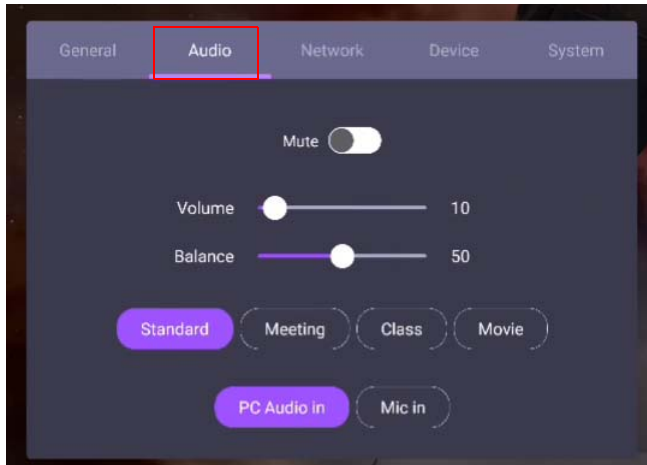 General Audio Network Device System
Mute
Volume 10
Balance 50
Standard Meeting Class Movie
PC Audio in Mic in